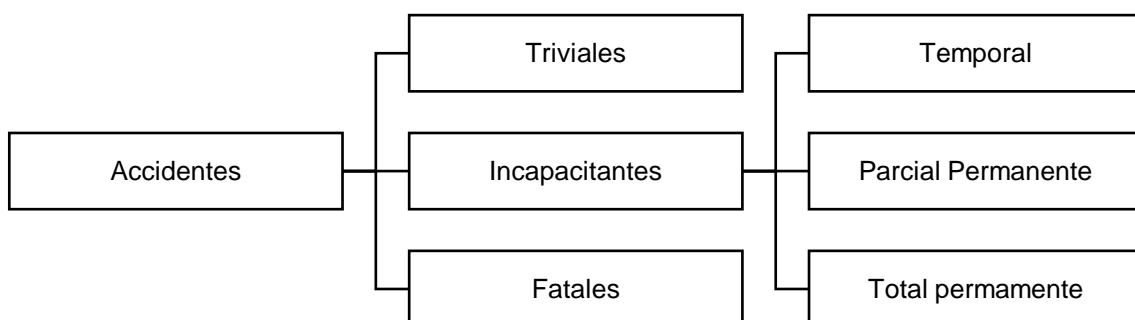 Accidentes
Triviales
Incapacitantes
Fatales
Temporal
Parcial Permanente
Total permamente